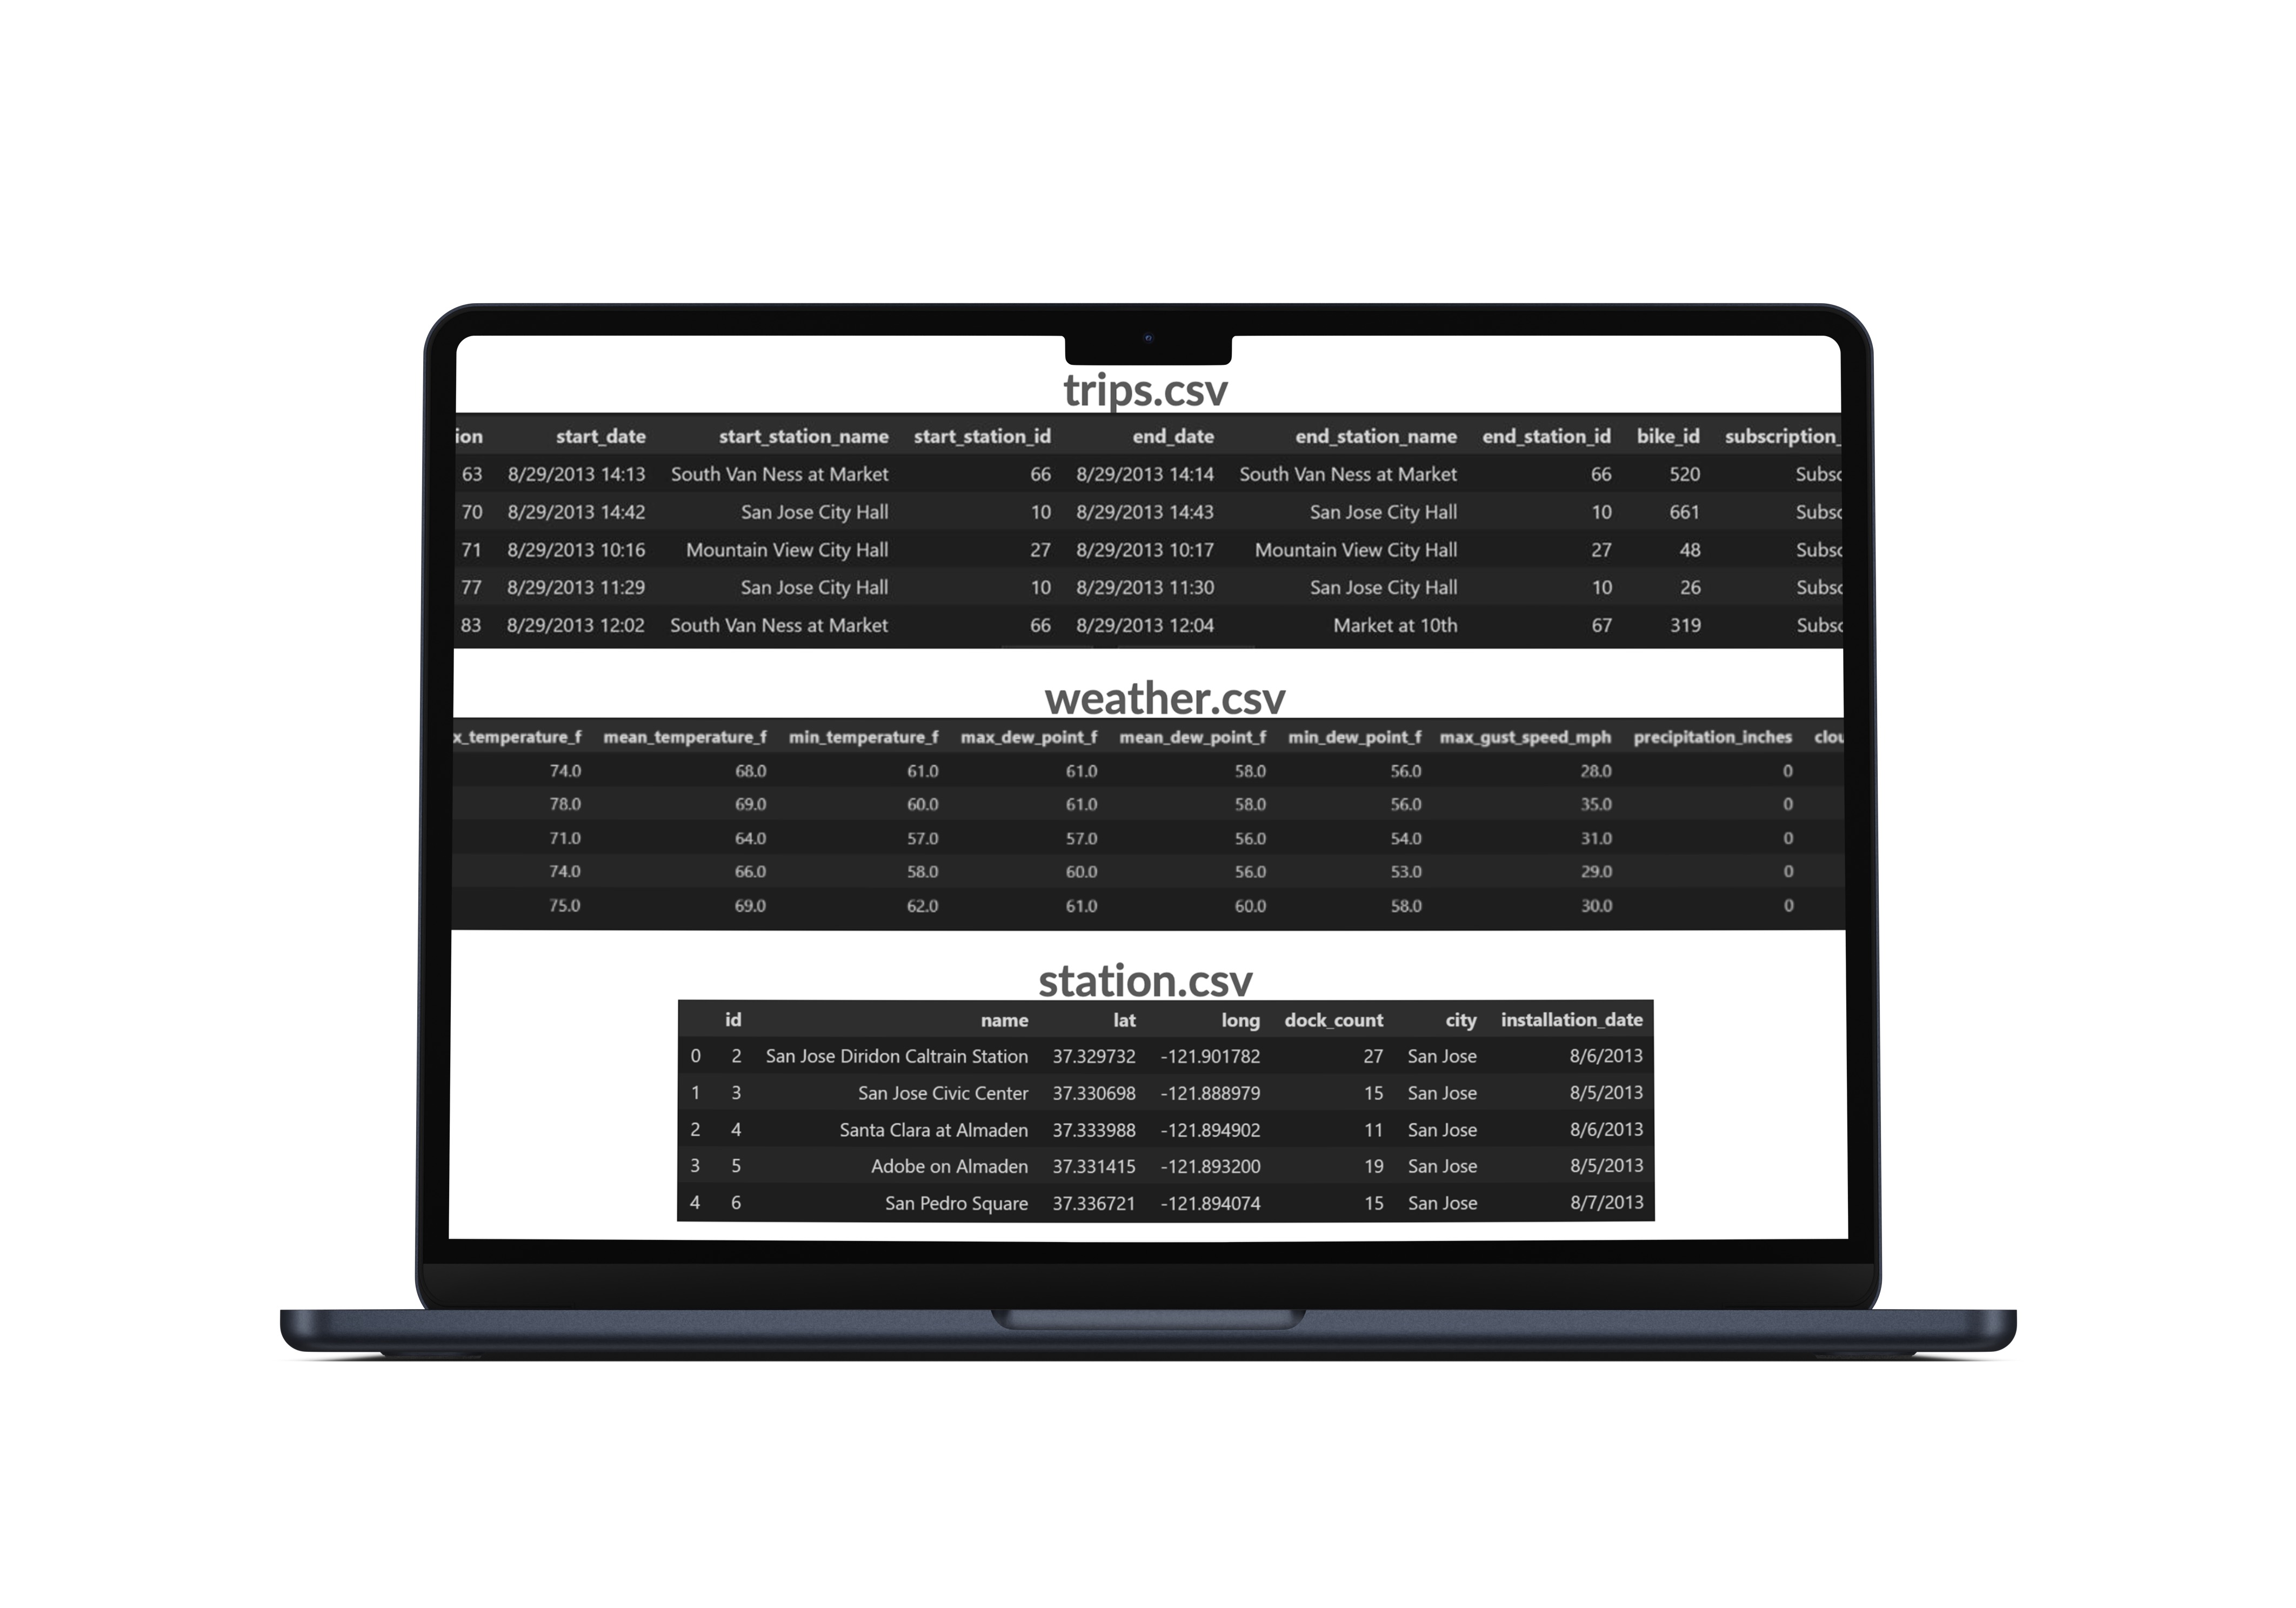 trips.csv
ion start_date start_station_name start_station_id end_date end_station_name end_station_id bike_id subscription_
63 8/29/2013 14:13 South Van Ness at Market 66 8/29/2013 14:14 South Van Ness at Market 66 520 Subsc
70 8/29/2013 14:42 San Jose City Hall 10 8/29/2013 14:43 San Jose City Hall 10 661 Subsc
71 8/29/2013 10:16 Mountain View City Hall 27 8/29/2013 10:17 Mountain View City Hall 27 48 Subsc
77 8/29/2013 11:29 San Jose City Hall 10 8/29/2013 11:30 San Jose City Hall 10 26 Subsc
83 8/29/2013 12:02 South Van Ness at Market 66 8/29/2013 12:04 Market at 10th 67 319 Subsc
weather.csv
x_temperature_f mean_temperature_f min_temperature_f max_dew_point_f mean_dew_point_f min_dew_point_f max_gust_speed_mph precipitation_inches clou
74.0 68.0 61.0 61.0 58.0 56.0 28.0 0
78.0 69.0 60.0 61.0 58.0 56.0 35.0 0
71.0 64.0 57.0 57.0 56.0 54.0 31.0 0
74.0 66.0 58.0 60.0 56.0 53.0 29.0 0
75.0 69.0 62.0 61.0 60.0 58.0 30.0 0
station.csv
id name lat long dock_count city installation_date
0 2 San Jose Diridon Caltrain Station 37.329732 -121.901782 27 San Jose 8/6/2013
1 3 San Jose Civic Center 37.330698 -121.888979 15 San Jose 8/5/2013
2 4 Santa Clara at Almaden 37.333988 -121.894902 11 San Jose 8/6/2013
3 5 Adobe on Almaden 37.331415 -121.893200 19 San Jose 8/5/2013
4 6 San Pedro Square 37.336721 -121.894074 15 San Jose 8/7/2013